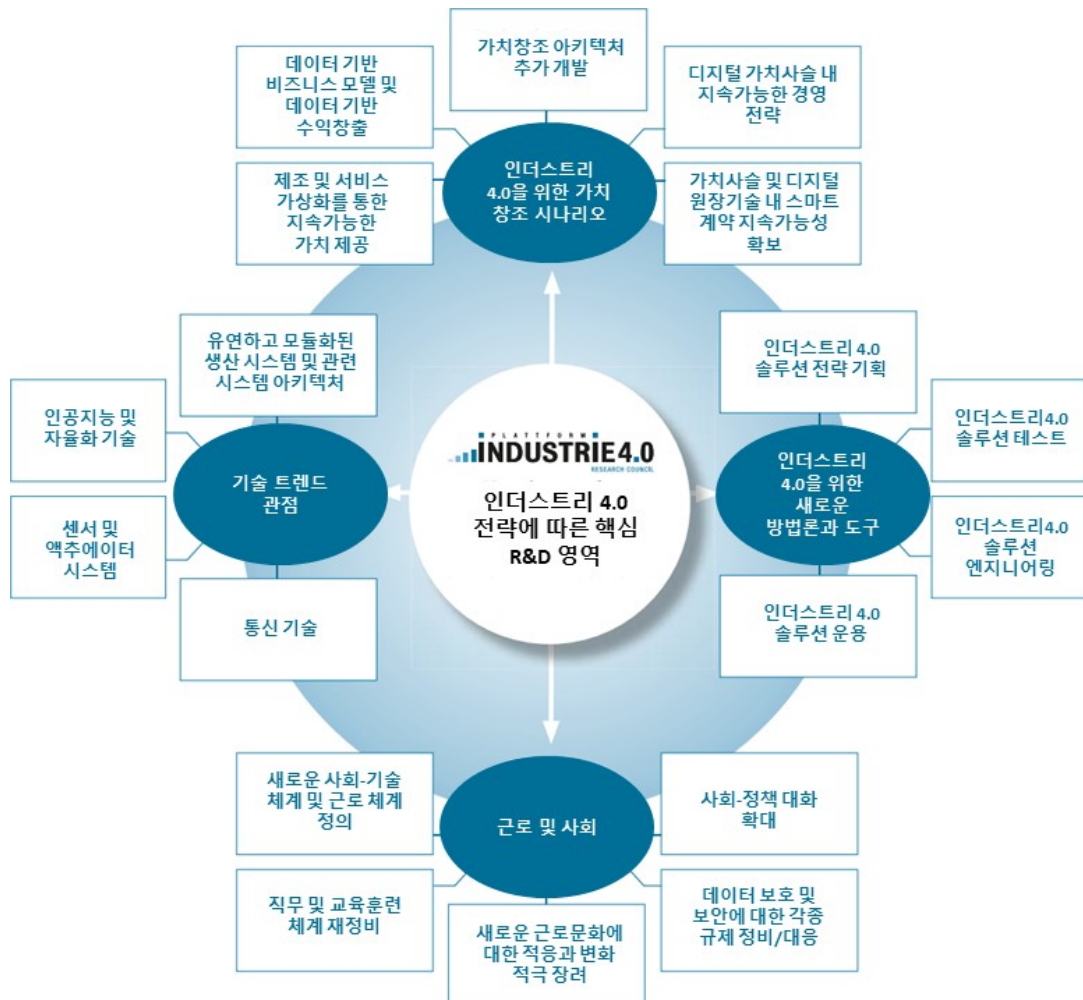 가치창조 아키텍처
추가 개발
데이터 기반
비즈니스 모델 및
데이터 기반
수익창출
디지털 가치사슬 내
지속가능한 경영
전략
인더스트리
4.0을 위한 가치
창조 시나리오
제조 및 서비스
가상화를 통한
지속가능한
가치 제공
가치사슬 및 디지털
원장기술 내 스마트
계약 지속가능성
확보
유연하고 모듈화된
생산 시스템 및 관련
시스템 아키텍처
인공지능 및
자율화 기술
기술 트렌드
관점
센서 및
액추에이터
시스템
통신 기술
PLATTFORM
INDUSTRIE4.0
RESEARCH COUNCIL
인더스트리 4.0
전략에 따른 핵심
R&D 영역
인더스트리 4.0
솔루션 전략 기획
인더스트리4.0
솔루션 테스트
인더스트리
4.0을 위한
새로운
방법론과 도구
인더스트리4.0
솔루션
엔지니어링
인더스트리 4.0
솔루션 운용
새로운 사회-기술
체계 및 근로 체계
정의
근로 및 사회
사회-정책 대화
확대
직무 및 교육훈련
체계 재정비
새로운 근로문화에
대한 적응과 변화
적극 장려
데이터 보호 및
보안에 대한 각종
규제 정비/대응